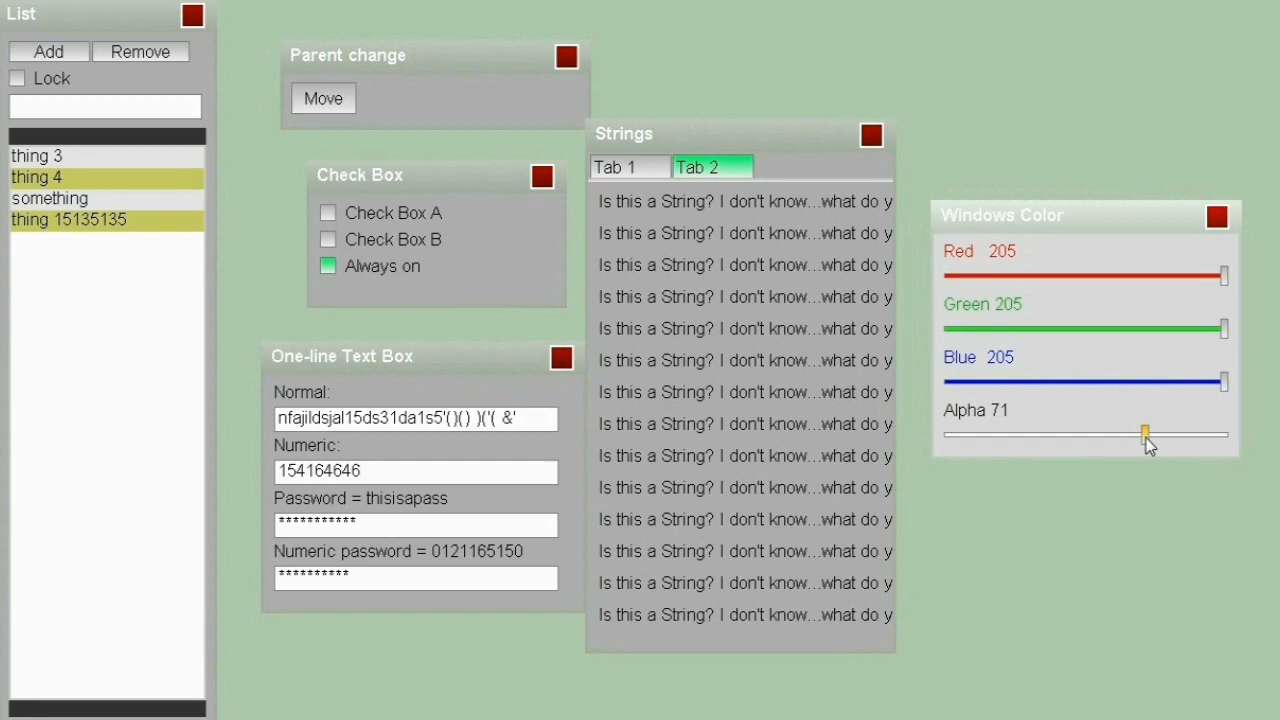 List
Add Remove
Lock
thing 3
thing 4
something
thing 15135135
Parent change
Move
Check Box
Check Box A
Check Box B
Always on
One-line Text Box
Normal:
nfajildsjal15ds31da1s5'()() )('( &'
Numeric:
154164646
Password = thisisapass
***********
Numeric password = 0121165150
**********
Strings
Tab 1 Tab 2
Is this a String? I don't know...what do y
Is this a String? I don't know...what do y
Is this a String? I don't know...what do y
Is this a String? I don't know...what do y
Is this a String? I don't know...what do y
Is this a String? I don't know...what do y
Is this a String? I don't know...what do y
Is this a String? I don't know...what do y
Is this a String? I don't know...what do y
Is this a String? I don't know...what do y
Is this a String? I don't know...what do y
Is this a String? I don't know...what do y
Is this a String? I don't know...what do y
Is this a String? I don't know...what do y
Windows Color
Red 205
Green 205
Blue 205
Alpha 71